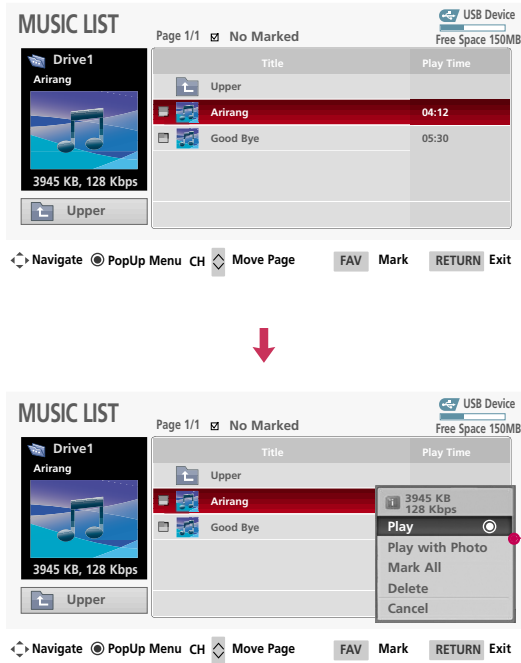 MUSIC LIST
Page 1/1 No Marked
USB Device
Free Space 150MB
Drive1
Arirang
3945 KB, 128 Kbps
Upper
Title Play Time
Upper
Arirang 04:12
Good Bye 05:30
Navigate PopUp Menu CH Move Page FAV Mark RETURN Exit
MUSIC LIST
Page 1/1 No Marked
USB Device
Free Space 150MB
Drive1
Arirang
3945 KB, 128 Kbps
Upper
Title Play Time
Upper
Arirang
Good Bye
3945 KB
128 Kbps
Play
Play with Photo
Mark All
Delete
Cancel
Navigate PopUp Menu CH Move Page FAV Mark RETURN Exit